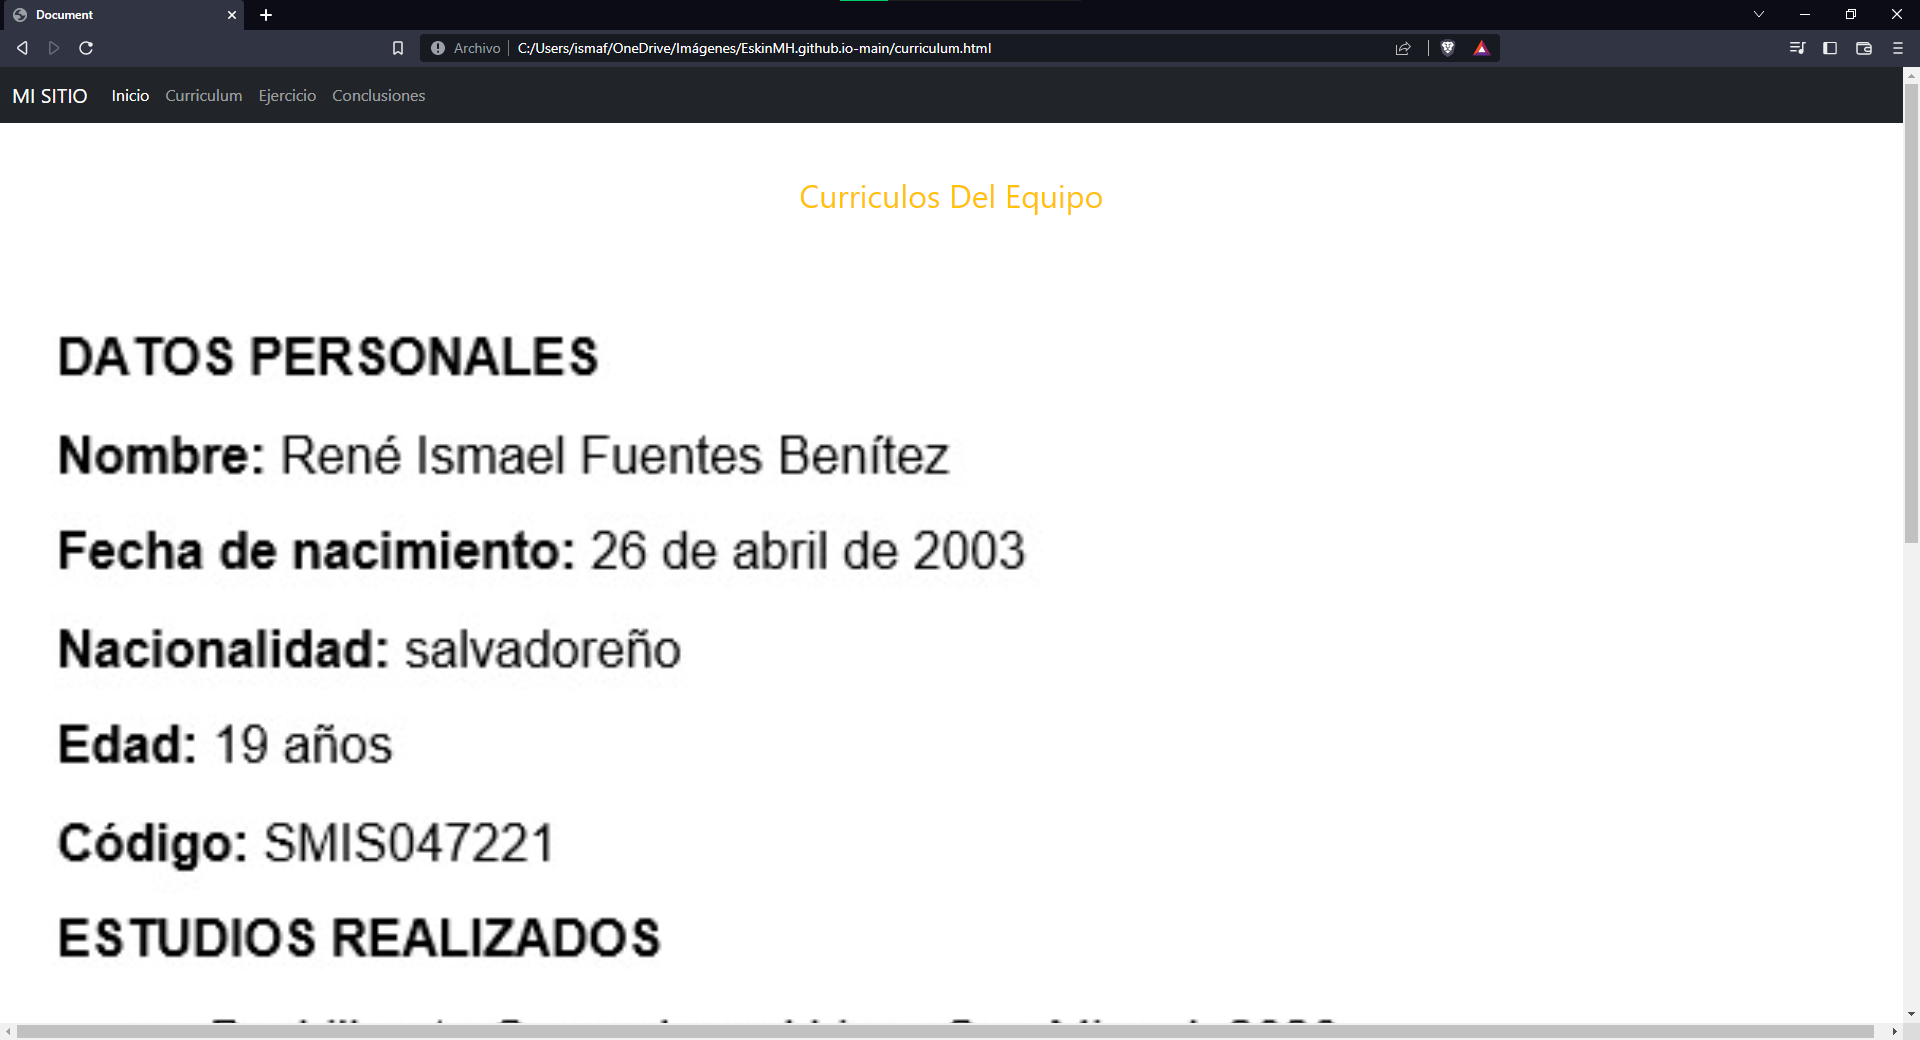 Document
Archivo C:/Users/ismaf/OneDrive/Imágenes/EskinMH.github.io-main/curriculum.html
MI SITIO Inicio Curriculum Ejercicio Conclusiones
Curriculos Del Equipo
DATOS PERSONALES
Nombre: René Ismael Fuentes Benítez
Fecha de nacimiento: 26 de abril de 2003
Nacionalidad: salvadoreño
Edad: 19 años
Código: SMIS047221
ESTUDIOS REALIZADOS